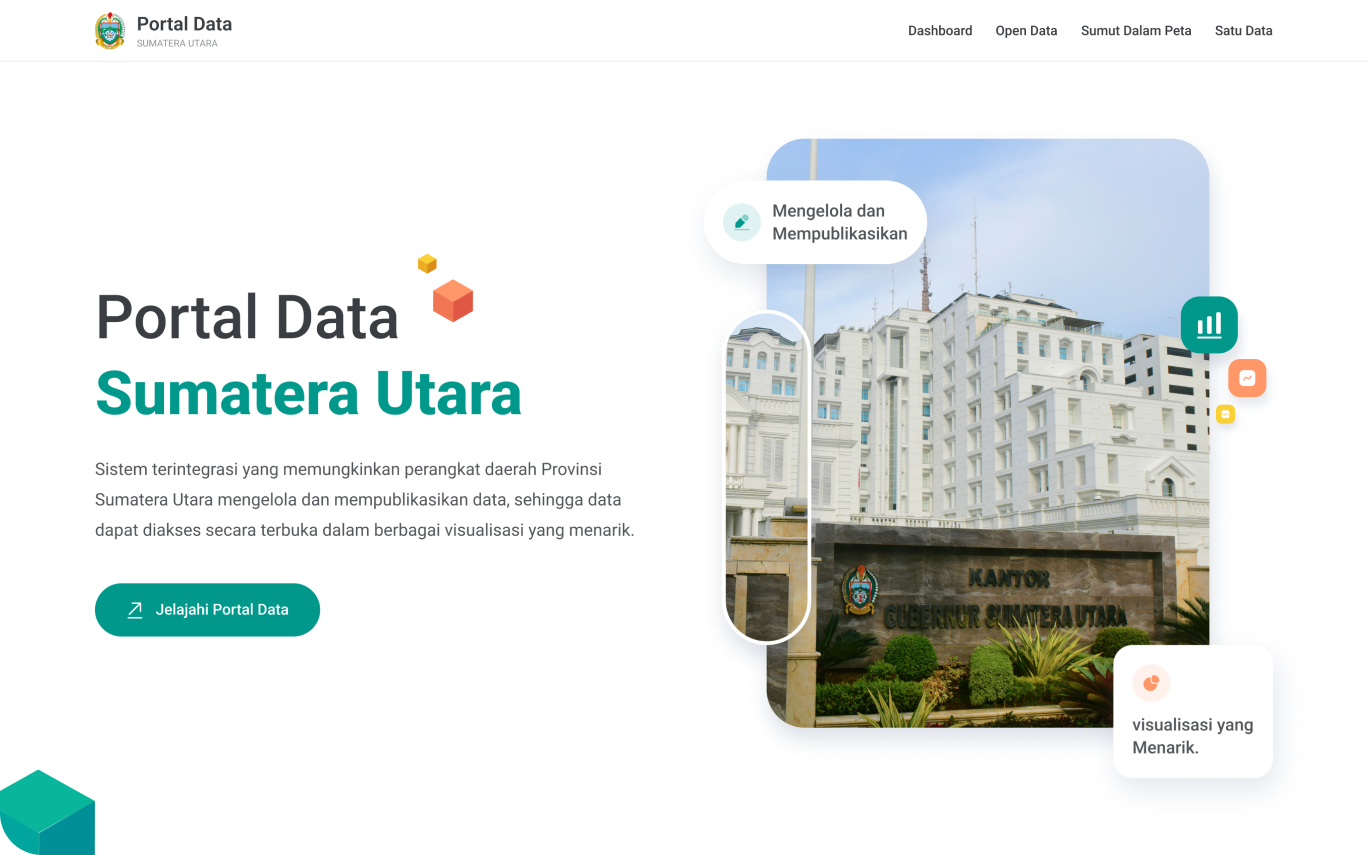 Portal Data
SUMATERA UTARA
Dashboard
Open Data
Sumut Dalam Peta
Satu Data
Portal Data
Sumatera Utara
Sistem terintegrasi yang memungkinkan perangkat daerah Provinsi
Sumatera Utara mengelola dan mempublikasikan data, sehingga data
dapat diakses secara terbuka dalam berbagai visualisasi yang menarik.
Jelajahi Portal Data
Mengelola dan
Mempublikasikan
KANTOR
GUBERNUR SUMATERA UTARA
visualisasi yang
Menarik.